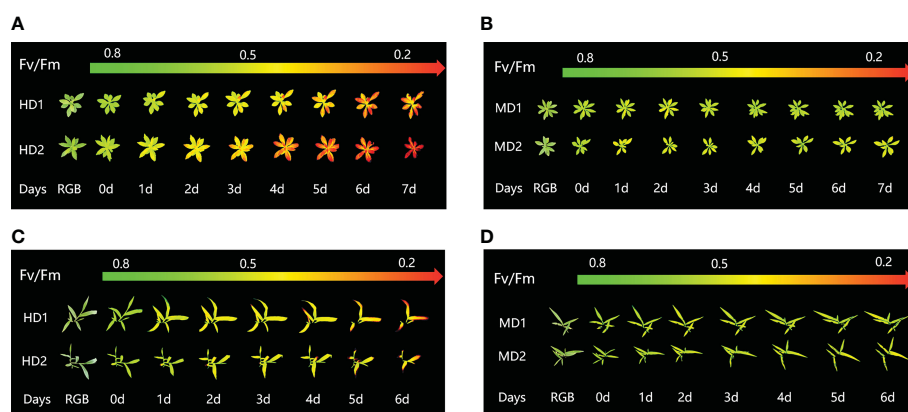 A
0.8 0.5 0.2
Fv/Fm
HD1
HD2
Days RGB 0d 1d 2d 3d 4d 5d 6d 7d
B
0.8 0.5 0.2
Fv/Fm
MD1
MD2
Days RGB 0d 1d 2d 3d 4d 5d 6d 7d
C
0.8 0.5 0.2
Fv/Fm
HD1
HD2
Days RGB 0d 1d 2d 3d 4d 5d 6d
D
0.8 0.5 0.2
Fv/Fm
MD1
MD2
Days RGB 0d 1d 2d 3d 4d 5d 6d